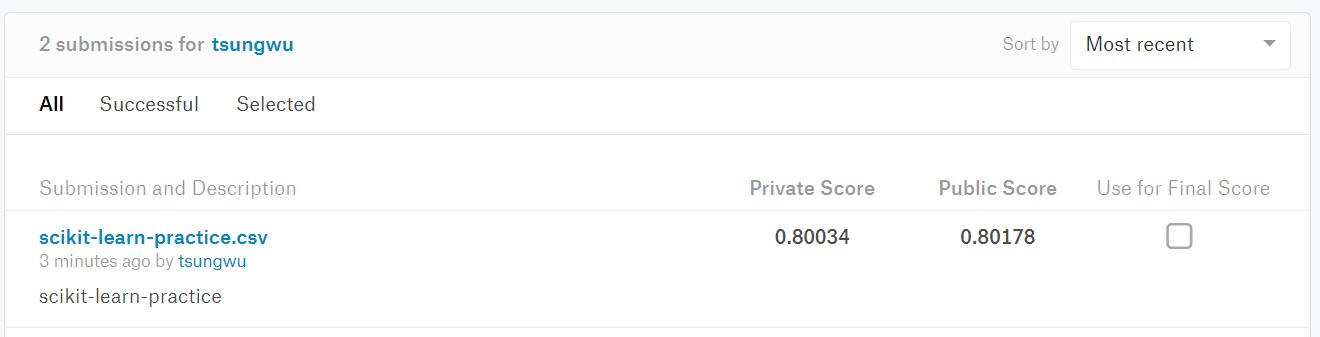 2 submissions for tsungwu Sort by Most recent
All Successful Selected
Submission and Description Private Score Public Score Use for Final Score
scikit-learn-practice.csv 0.80034 0.80178
3 minutes ago by tsungwu
scikit-learn-practice